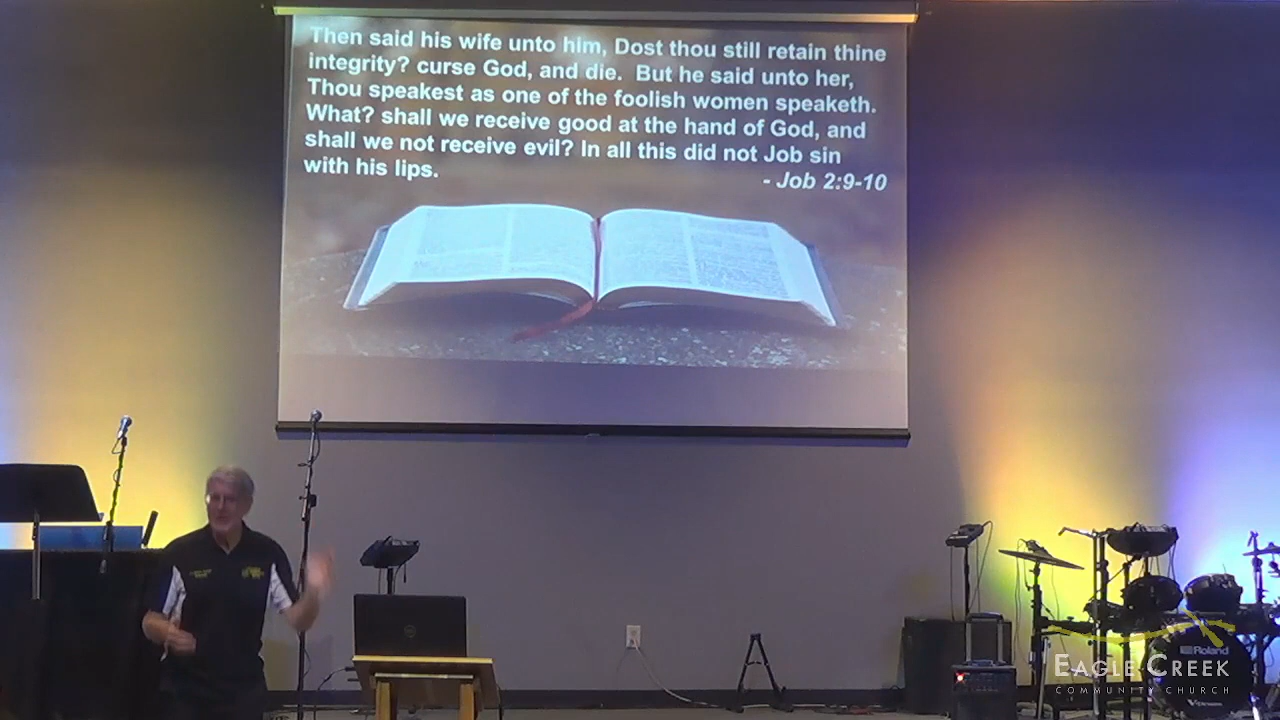 Then said his wife unto him, Dost thou still retain thine
integrity? curse God, and die.  But he said unto her,
Thou speakest as one of the foolish women speaketh.
What? shall we receive good at the hand of God, and
shall we not receive evil? In all this did not Job sin
with his lips.
- Job 2:9-10
Roland
EAGLE CREEK
COMMUNITY CHURCH